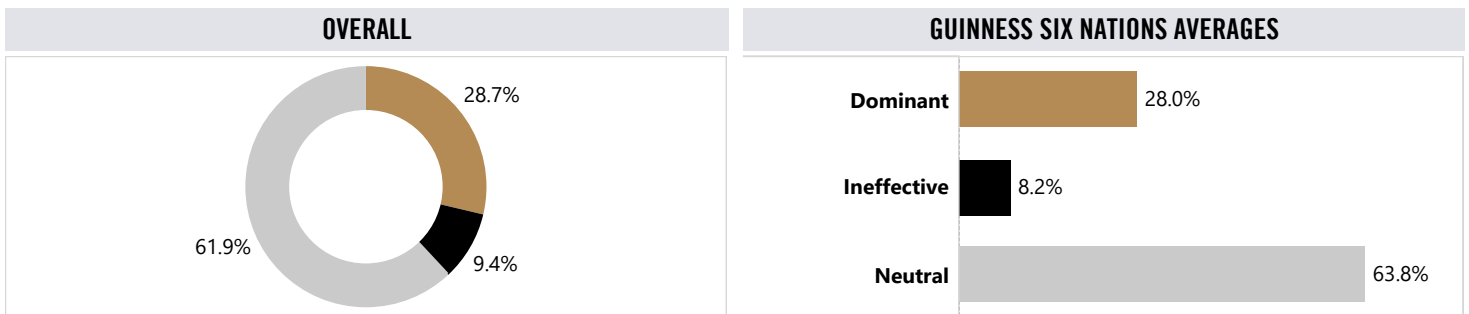 OVERALL
28.7%
9.4%
61.9%
GUINNESS SIX NATIONS AVERAGES
Dominant 28.0%
Ineffective 8.2%
Neutral 63.8%